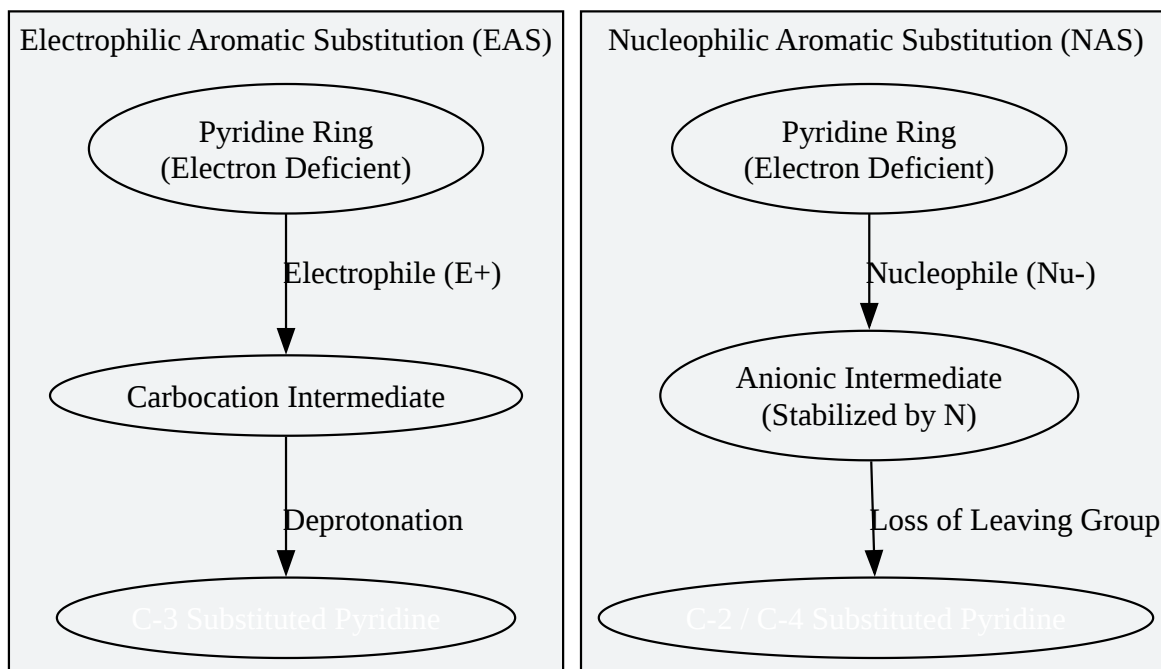 Electrophilic Aromatic Substitution (EAS)
Pyridine Ring
(Electron Deficient)
Electrophile (E+)
Carbocation Intermediate
Deprotonation
C-3 Substituted Pyridine
Nucleophilic Aromatic Substitution (NAS)
Pyridine Ring
(Electron Deficient)
Nucleophile (Nu-)
Anionic Intermediate
(Stabilized by N)
Loss of Leaving Group
C-2 / C-4 Substituted Pyridine